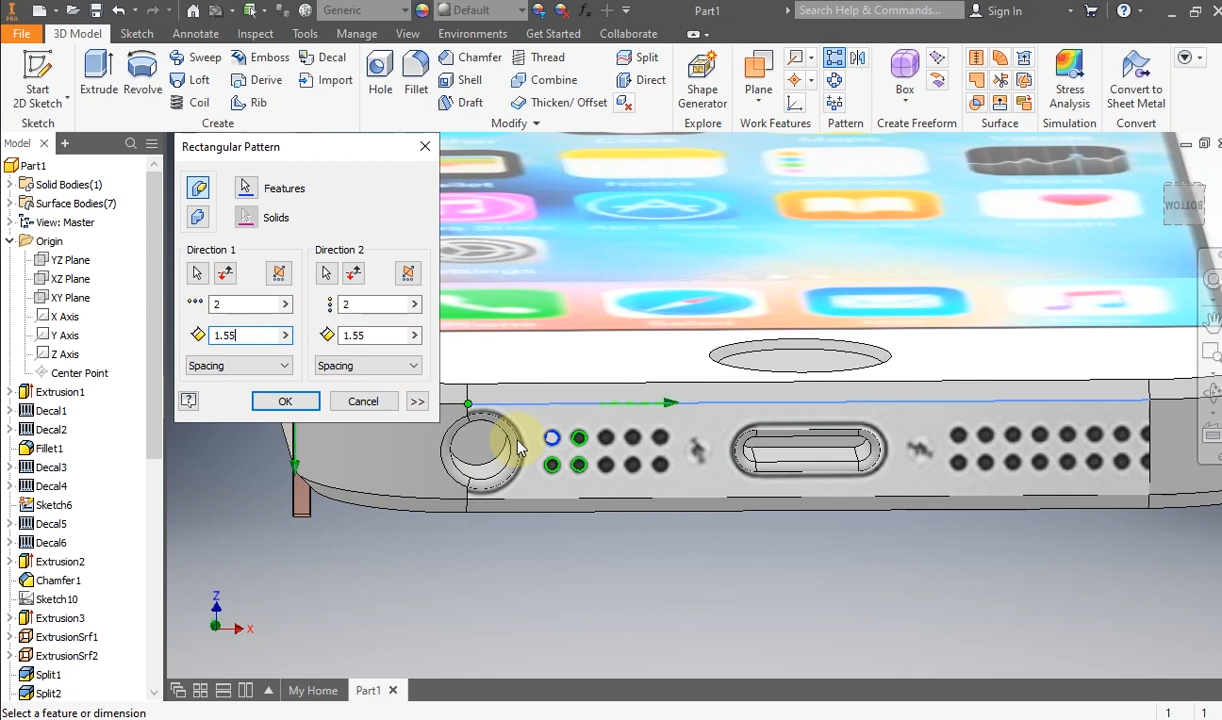 PRO
Generic
Default
Part1
Search Help & Commands...
Sign In
File
3D Model
Sketch
Annotate
Inspect
Tools
Manage
View
Environments
Get Started
Collaborate
Start
2D Sketch
Extrude
Revolve
Sweep
Emboss
Decal
Loft
Derive
Import
Coil
Rib
Hole
Fillet
Chamfer
Thread
Split
Shell
Combine
Direct
Draft
Thicken/ Offset
Shape
Generator
Plane
Box
Stress
Analysis
Convert to
Sheet Metal
Sketch
Create
Modify
Explore
Work Features
Pattern
Create Freeform
Surface
Simulation
Convert
Model
Part1
Solid Bodies(1)
Surface Bodies(7)
View: Master
Origin
YZ Plane
XZ Plane
XY Plane
X Axis
Y Axis
Z Axis
Center Point
Extrusion1
Decal1
Decal2
Fillet1
Decal3
Decal4
Sketch6
Decal5
Decal6
Extrusion2
Chamfer1
Sketch10
Extrusion3
ExtrusionSrf1
ExtrusionSrf2
Split1
Split2
Rectangular Pattern
Features
Solids
Direction 1
Direction 2
2
2
1.55
1.55
Spacing
Spacing
OK
Cancel
>>
BOTTOM
Z
X
My Home
Part1
Select a feature or dimension
1
1